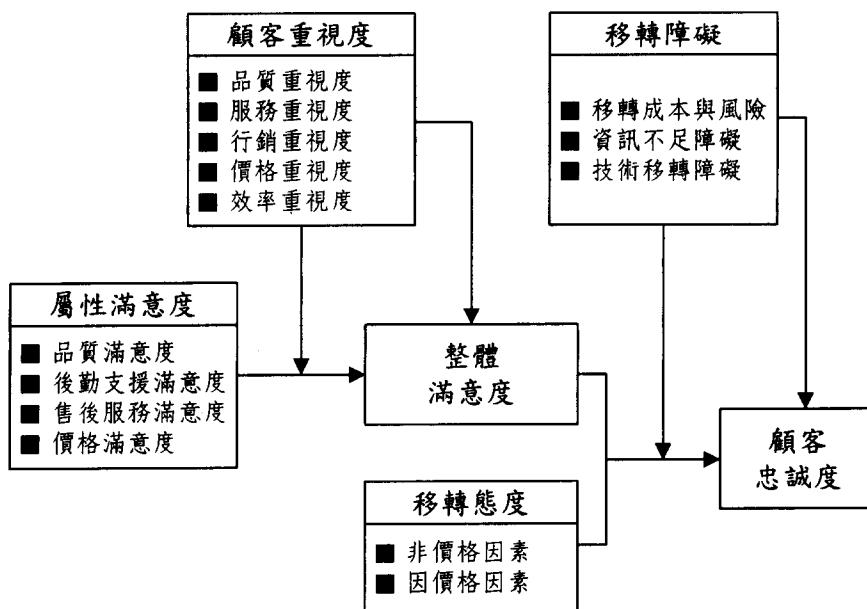 顧客重視度
■ 品質重視度
■ 服務重視度
■ 行銷重視度
■ 價格重視度
■ 效率重視度
移轉障礙
■ 移轉成本與風險
■ 資訊不足障礙
■ 技術移轉障礙
屬性滿意度
■ 品質滿意度
■ 後勤支援滿意度
■ 售後服務滿意度
■ 價格滿意度
整體
滿意度
移轉態度
■ 非價格因素
■ 因價格因素
顧客
忠誠度